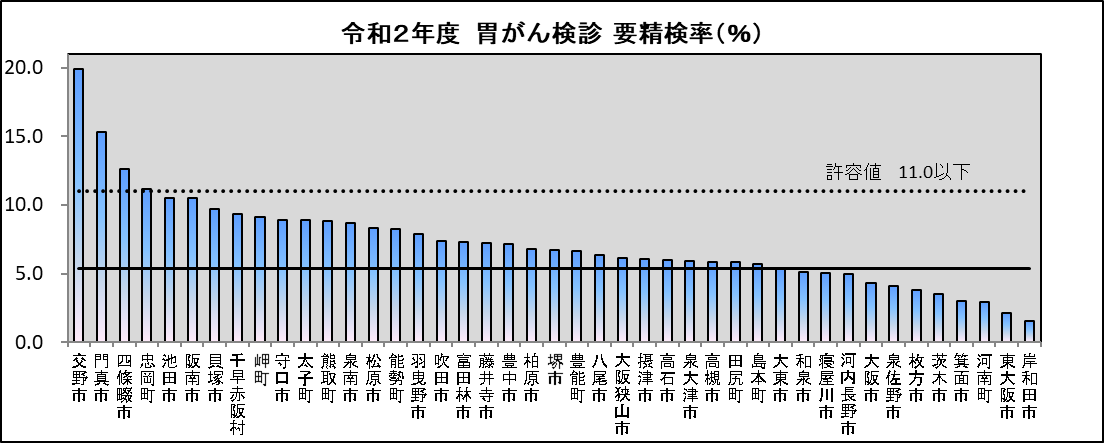 令和2年度 胃がん検診 要精検率(%)
20.0
15.0
10.0
5.0
0.0
許容値 11.0以下
交野市
門真市
四條畷市
忠岡町
池田市
阪南市
貝塚市
千早赤阪村
岬町
守口市
太子町
熊取町
泉南市
松原市
能勢町
羽曳野市
吹田市
富田林市
藤井寺市
豊中市
柏原市
堺市
豊能町
八尾市
大阪狭山市
摂津市
高石市
泉大津市
高槻市
田尻町
島本町
大東市
和泉市
寝屋川市
河内長野市
大阪市
泉佐野市
枚方市
茨木市
箕面市
河南町
東大阪市
岸和田市